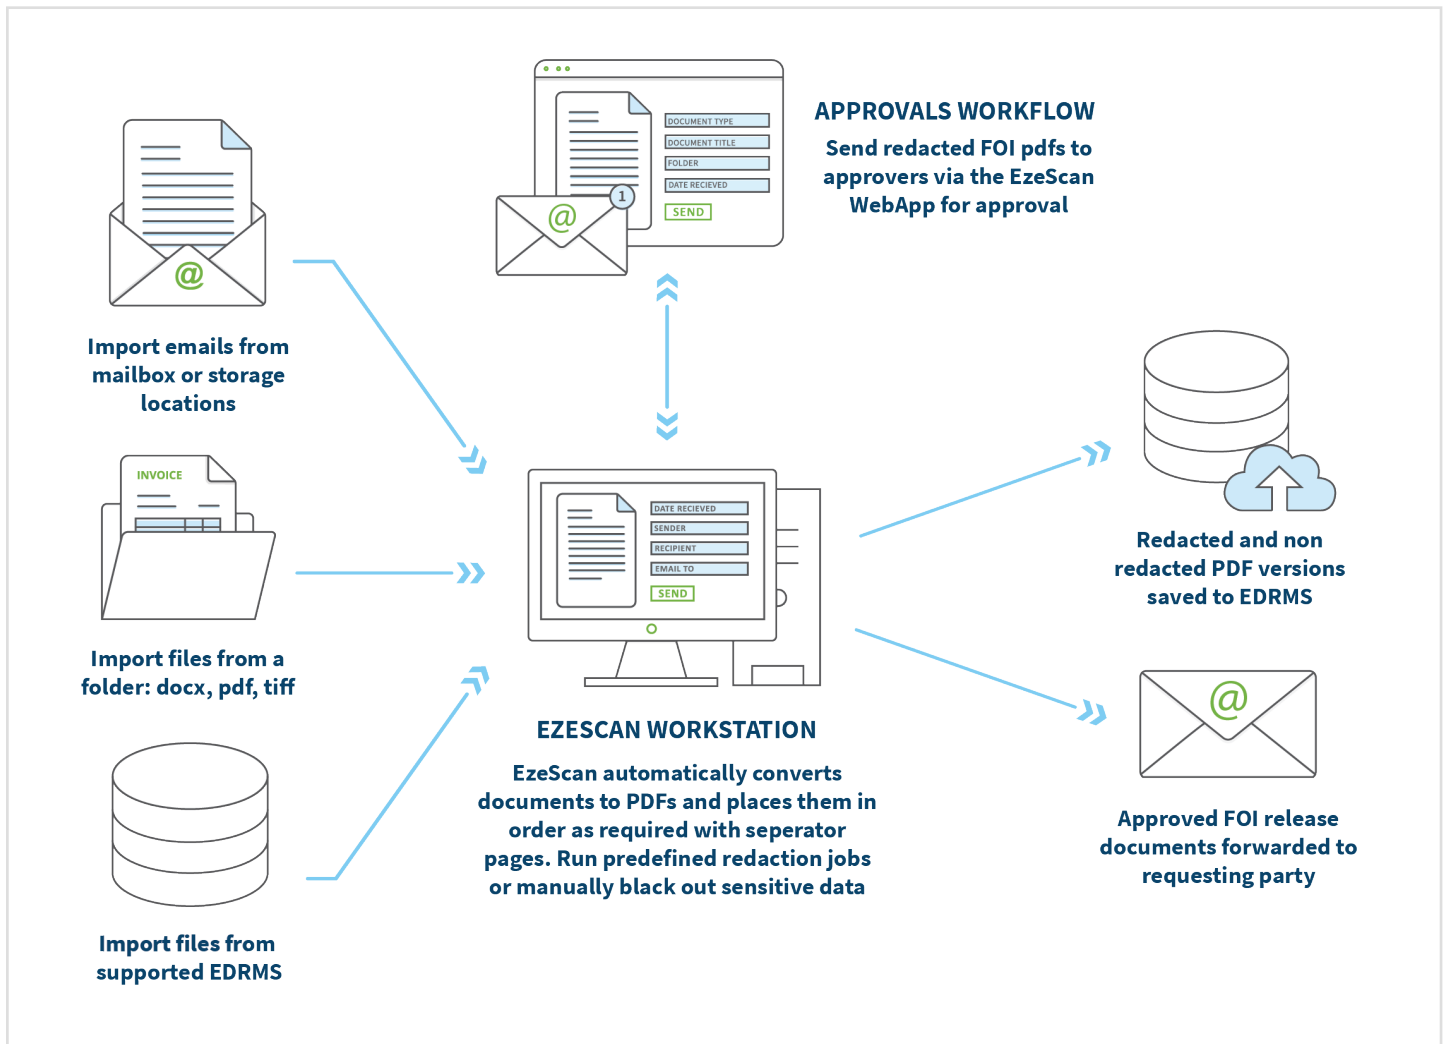 @
Import emails from
mailbox or storage
locations
INVOICE
Import files from a
folder: docx, pdf, tiff
Import files from
supported EDRMS
DOCUMENT TYPE
DOCUMENT TITLE
FOLDER
DATE RECIEVED
SEND
1
@
APPROVALS WORKFLOW
Send redacted FOI pdfs to
approvers via the EzeScan
WebApp for approval
DATE RECIEVED
SENDER
RECIPIENT
EMAIL TO
SEND
EZESCAN WORKSTATION
EzeScan automatically converts
documents to PDFs and places them in
order as required with seperator
pages. Run predefined redaction jobs
or manually black out sensitive data
Redacted and non
redacted PDF versions
saved to EDRMS
@
Approved FOI release
documents forwarded to
requesting party